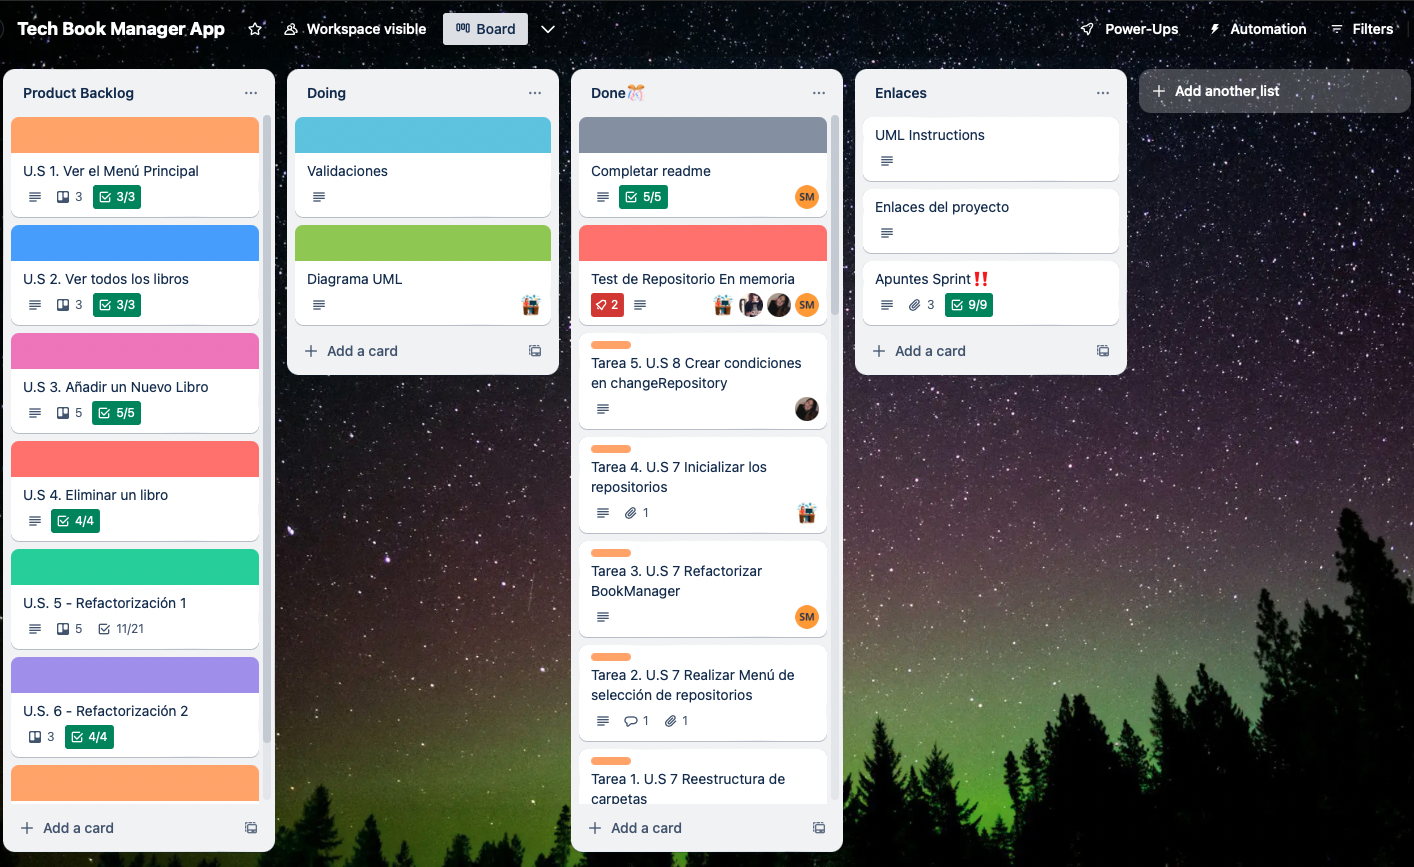 Tech Book Manager App
Workspace visible
Board
Power-Ups
Automation
Filters
Product Backlog
U.S 1. Ver el Menú Principal
3
3/3
U.S 2. Ver todos los libros
3
3/3
U.S 3. Añadir un Nuevo Libro
5
5/5
U.S 4. Eliminar un libro
4/4
U.S. 5 - Refactorización 1
5
11/21
U.S. 6 - Refactorización 2
3
4/4
Add a card
Doing
Validaciones
Diagrama UML
Add a card
Done🎊
Completar readme
5/5
SM
Test de Repositorio En memoria
2
SM
Tarea 5. U.S 8 Crear condiciones
en changeRepository
Tarea 4. U.S 7 Inicializar los
repositorios
1
Tarea 3. U.S 7 Refactorizar
BookManager
SM
Tarea 2. U.S 7 Realizar Menú de
selección de repositorios
1
1
Tarea 1. U.S 7 Reestructura de
carpetas
Add a card
Enlaces
UML Instructions
Enlaces del proyecto
Apuntes Sprint‼️
3
9/9
Add a card
Add another list